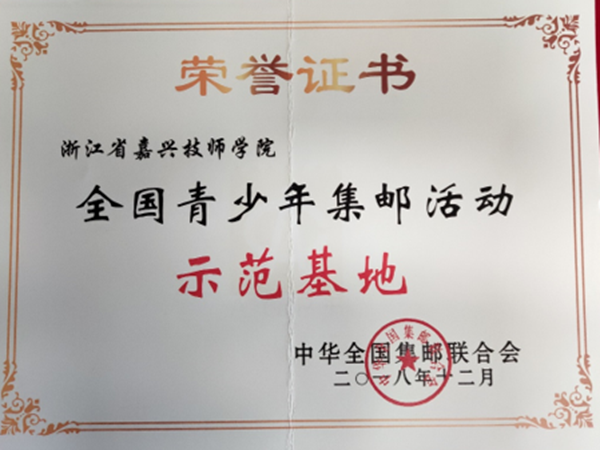 荣誉证书
浙江省嘉兴技师学院
全国青少年集邮活动
示范基地
中华全国集邮联合会
二〇一八年十二月